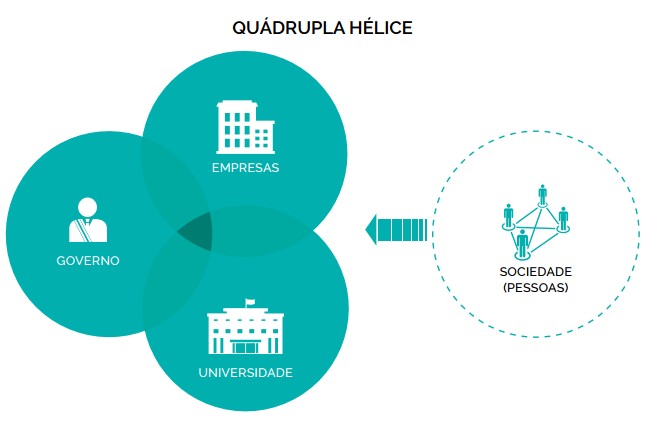 QUÁDRUPLA HÉLICE
EMPRESAS
GOVERNO
UNIVERSIDADE
SOCIEDADE
(PESSOAS)